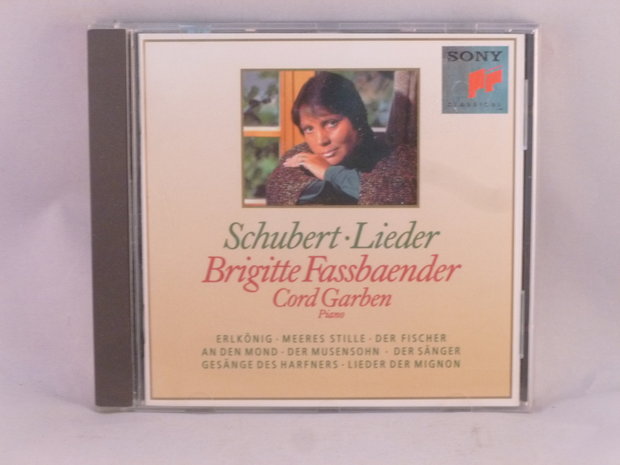 SONY
CLASSICAL
Schubert · Lieder
Brigitte Fassbaender
Cord Garben
Piano
ERLKÖNIG · MEERES STILLE · DER FISCHER
AN DEN MOND · DER MUSENSOHN · DER SÄNGER
GESÄNGE DES HARFNERS · LIEDER DER MIGNON